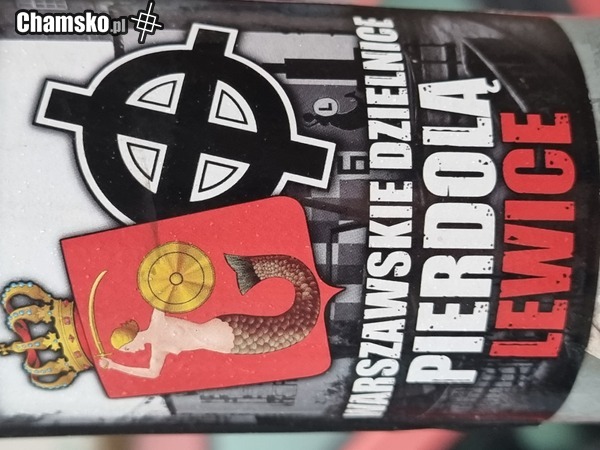 Chamsko.pl
WARSZAWSKIE DZIELNICE
PIERDOLĄ
LEWICE
L